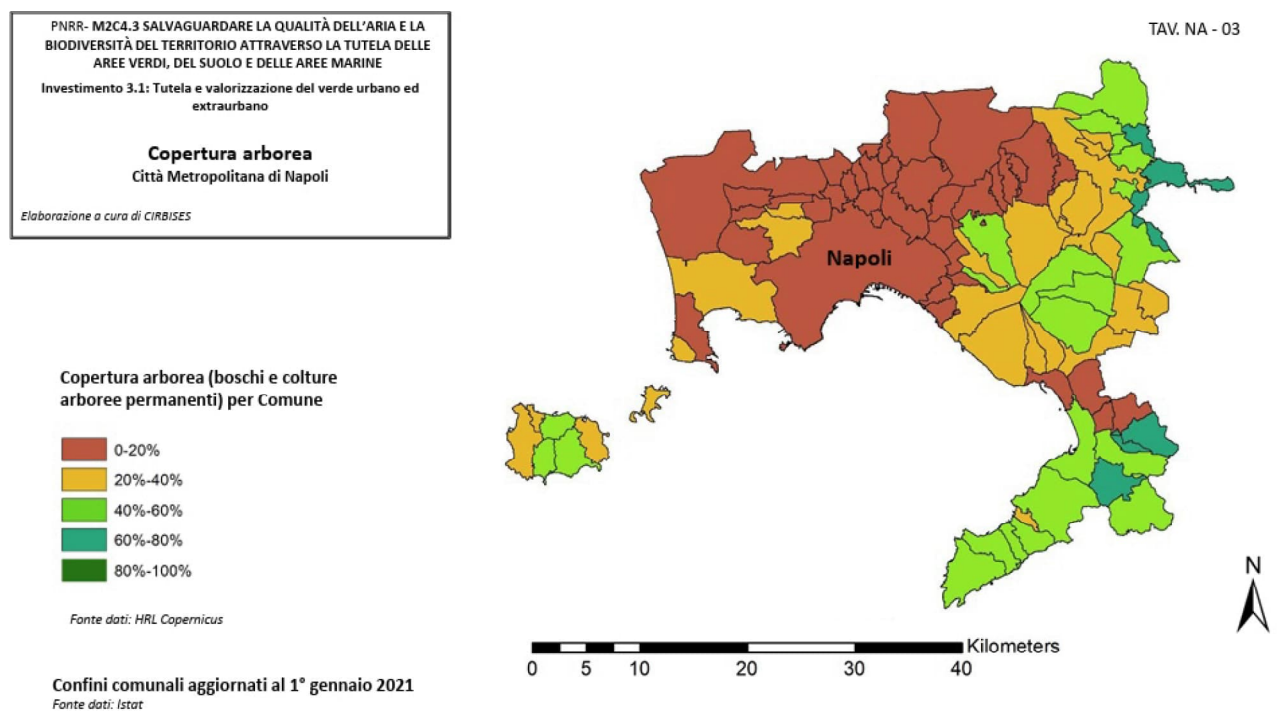 PNRR- M2C4.3 SALVAGUARDARE LA QUALITÀ DELL'ARIA E LA
BIODIVERSITÀ DEL TERRITORIO ATTRAVERSO LA TUTELA DELLE
AREE VERDI, DEL SUOLO E DELLE AREE MARINE
Investimento 3.1: Tutela e valorizzazione del verde urbano ed
extraurbano
Copertura arborea
Città Metropolitana di Napoli
Elaborazione a cura di CIRBISES
TAV. NA - 03
Napoli
Copertura arborea (boschi e colture
arboree permanenti) per Comune
0-20%
20%-40%
40%-60%
60%-80%
80%-100%
Fonte dati: HRL Copernicus
N
Kilometers
0 5 10 20 30 40
Confini comunali aggiornati al 1° gennaio 2021
Fonte dati: Istat